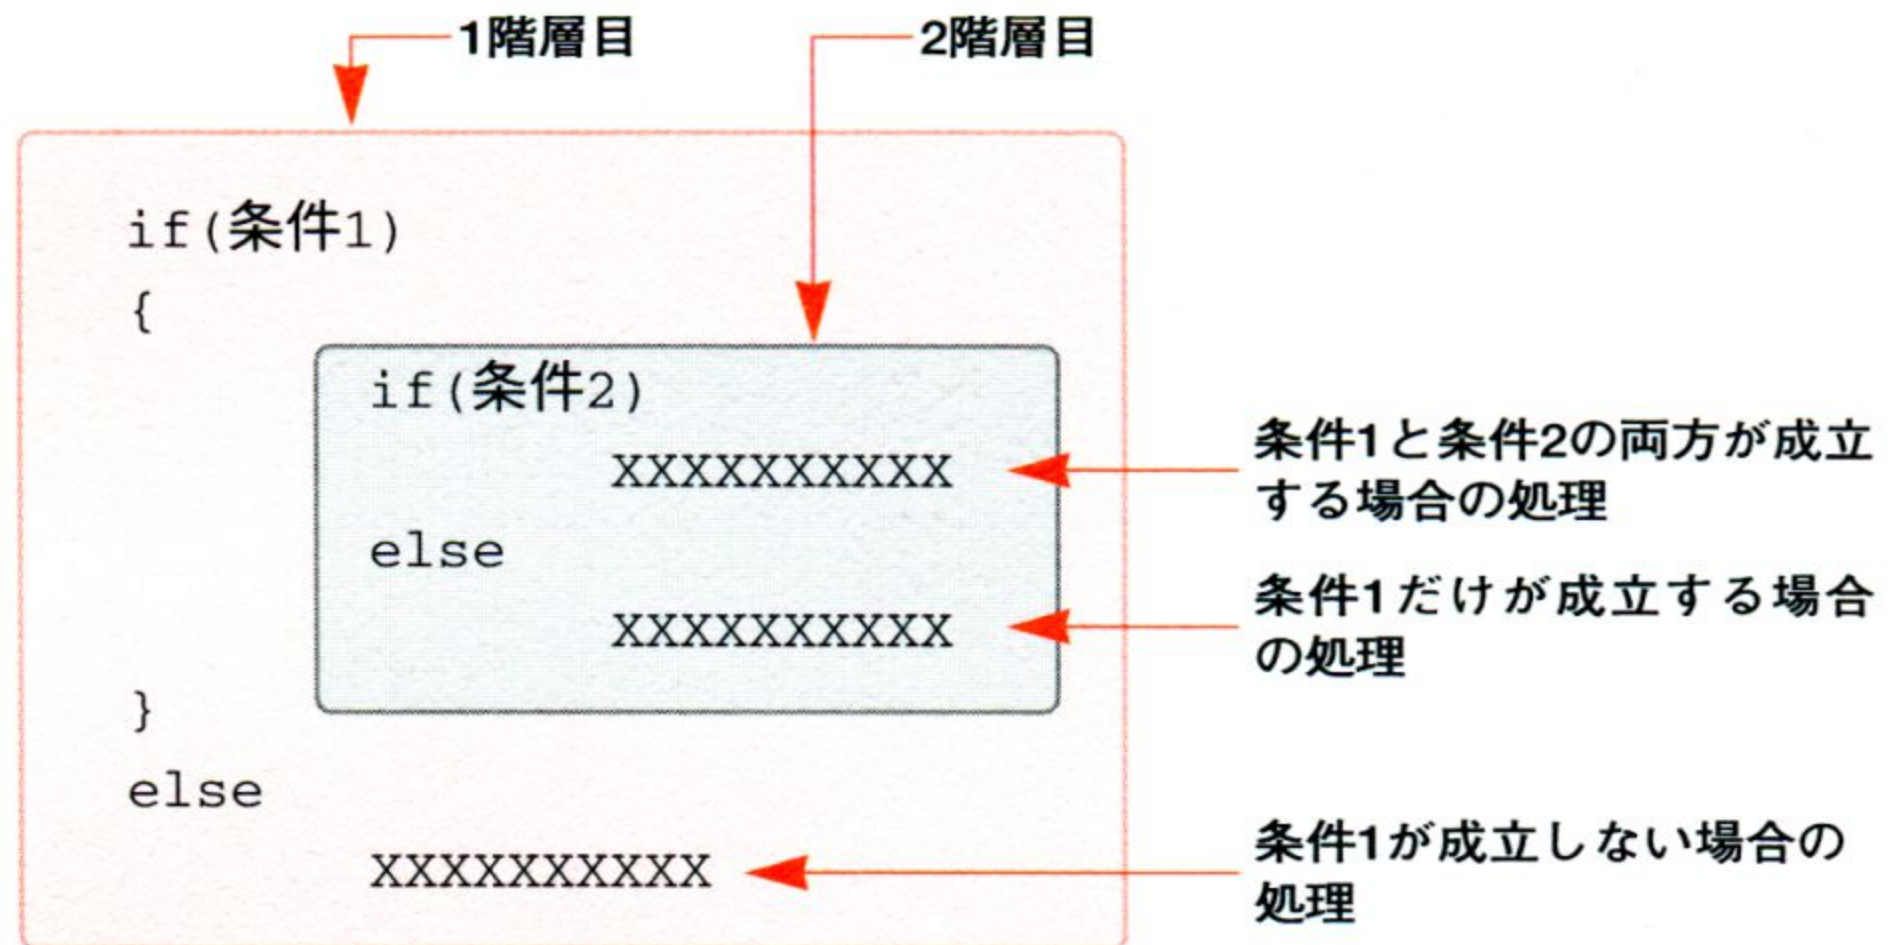 1階層目
2階層目
if(条件1)
{
if(条件2)
XXXXXXXXXX
条件1と条件2の両方が成立
する場合の処理
else
XXXXXXXXXX
条件1だけが成立する場合
の処理
}
else
XXXXXXXXXX
条件1が成立しない場合の
処理